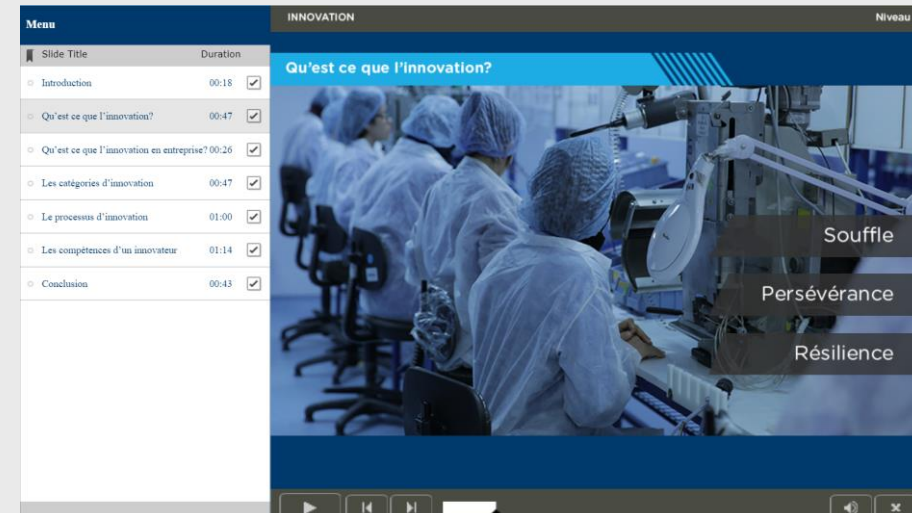 Menu
Slide Title Duration
Introduction 00:18
Qu'est ce que l'innovation? 00:47
Qu'est ce que l'innovation en entreprise? 00:26
Les catégories d'innovation 00:47
Le processus d'innovation 01:00
Les compétences d'un innovateur 01:14
Conclusion 00:43
INNOVATION Niveau
Qu'est ce que l'innovation?
Souffle
Persévérance
Résilience